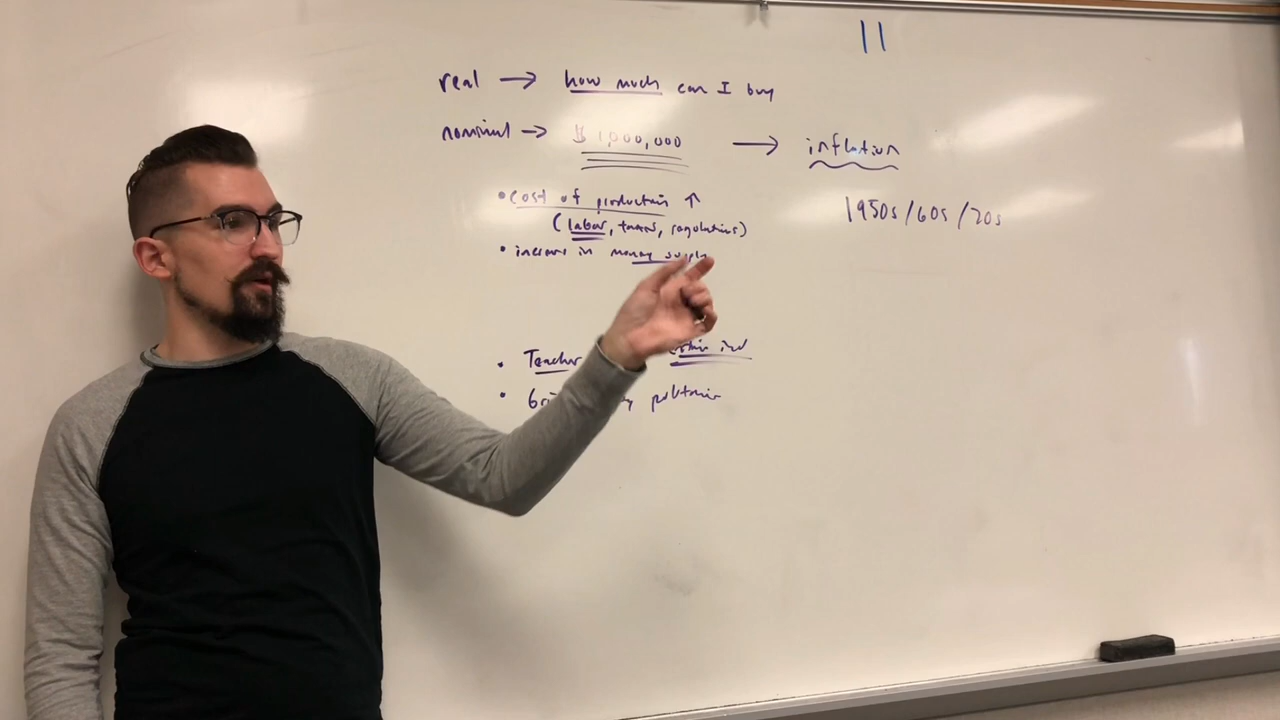 11
real → how much can I buy
nominal → $ 1,000,000 → inflation
• cost of production ↑
1950s/60s/70s
(labor, taxes, regulations)
• increase in money supply
• Teacher
• politician